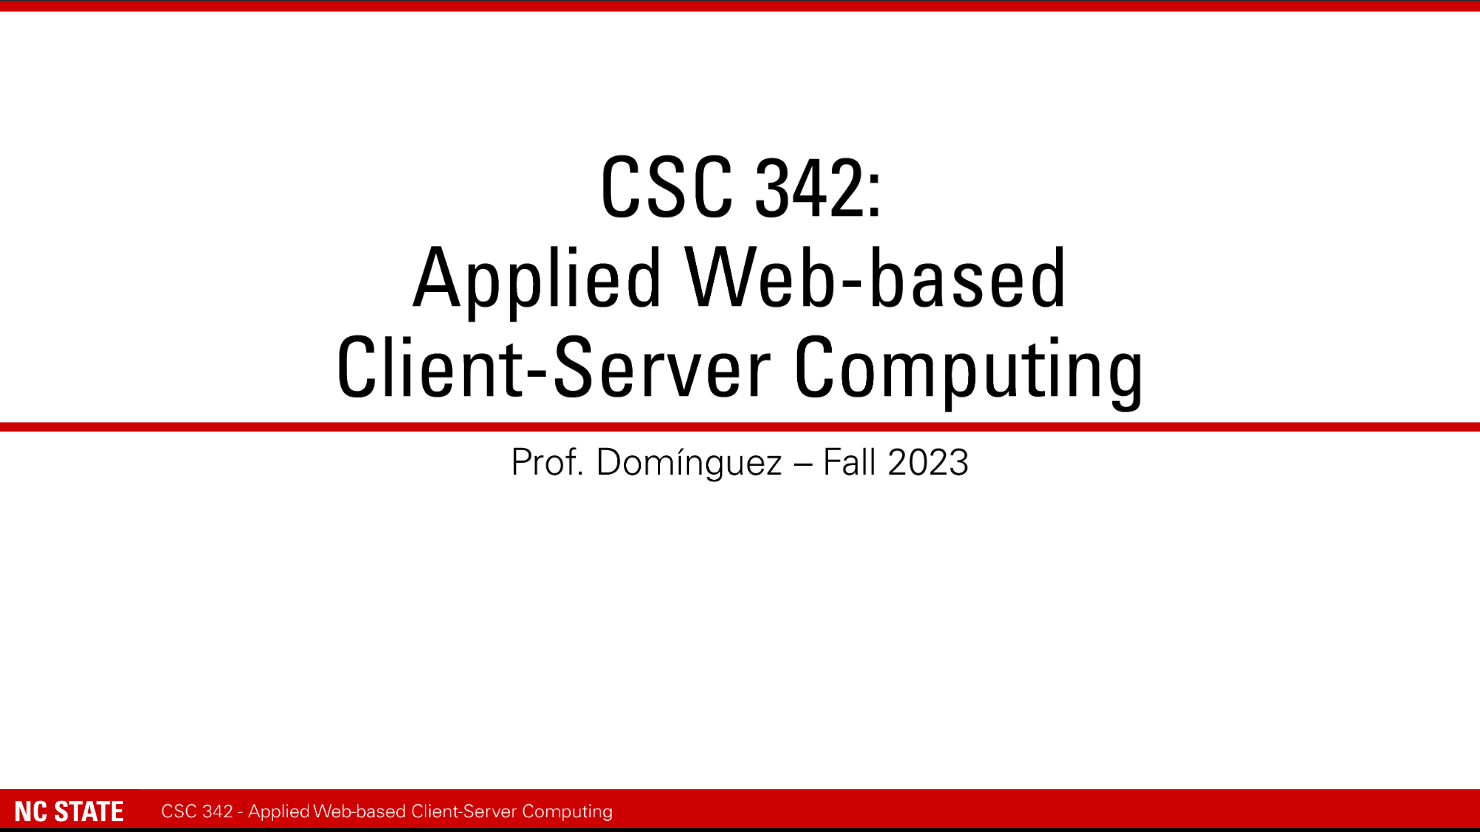 CSC 342:
Applied Web-based
Client-Server Computing
Prof. Domínguez – Fall 2023
NC STATE
CSC 342 - Applied Web-based Client-Server Computing